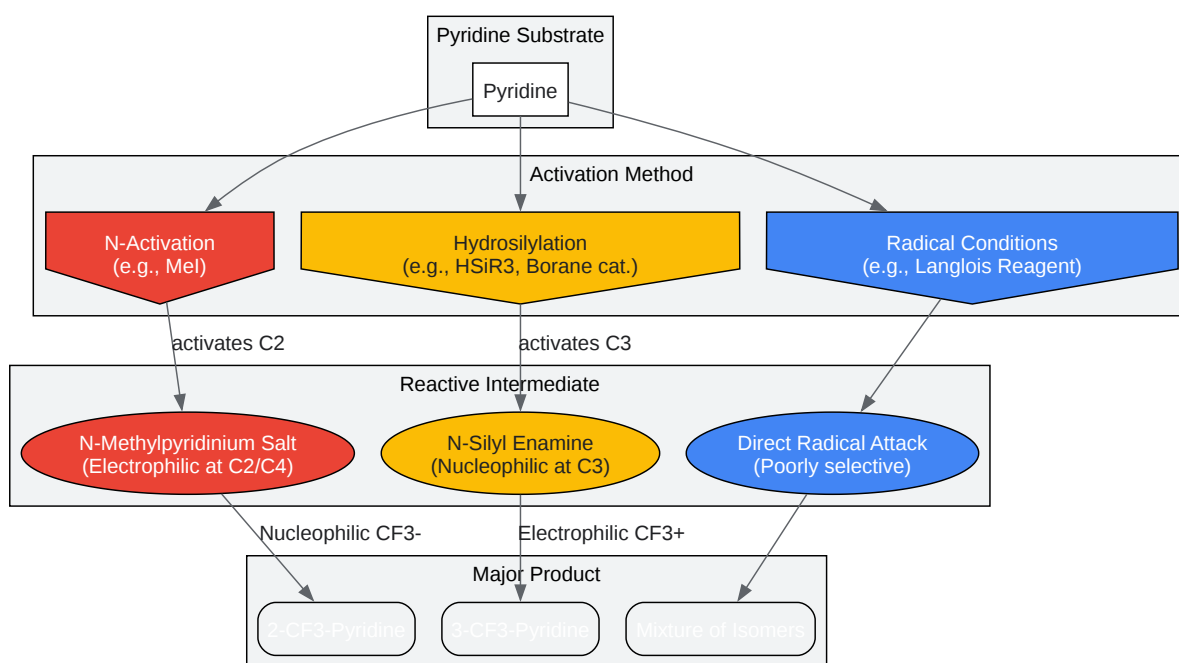 Pyridine Substrate
Pyridine
Activation Method
N-Activation
(e.g., MeI)
Hydrosilylation
(e.g., HSiR3, Borane cat.)
Radical Conditions
(e.g., Langlois Reagent)
activates C2
activates C3
Reactive Intermediate
N-Methylpyridinium Salt
(Electrophilic at C2/C4)
N-Silyl Enamine
(Nucleophilic at C3)
Direct Radical Attack
(Poorly selective)
Nucleophilic CF3-
Electrophilic CF3+
Major Product
2-CF3-Pyridine
3-CF3-Pyridine
Mixture of Isomers